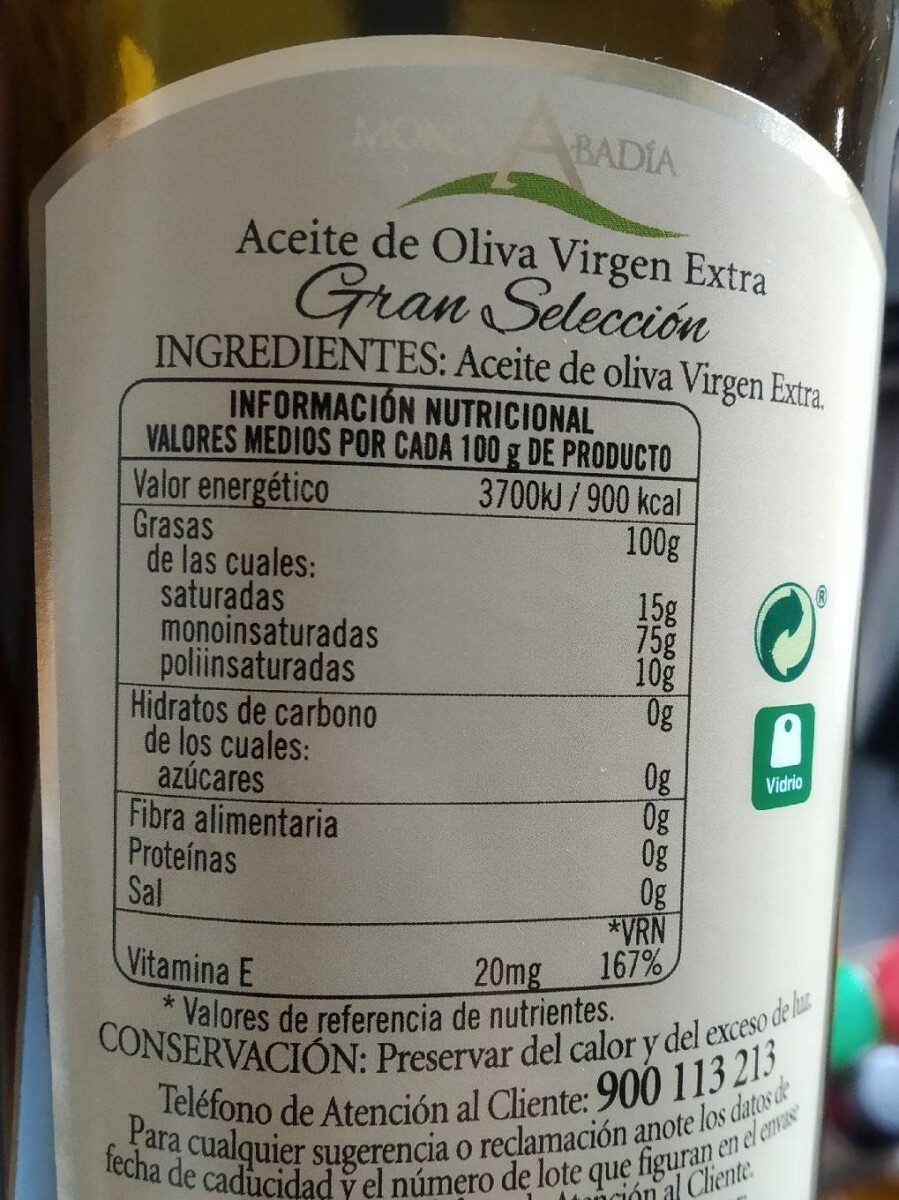 ABADÍA
Aceite de Oliva Virgen Extra
Gran Selección
INGREDIENTES: Aceite de oliva Virgen Extra.
INFORMACIÓN NUTRICIONAL
VALORES MEDIOS POR CADA 100 g DE PRODUCTO
Valor energético 3700kJ / 900 kcal
Grasas 100g
de las cuales:
saturadas 15g
monoinsaturadas 75g
poliinsaturadas 10g
Hidratos de carbono 0g
de los cuales:
azúcares 0g
Fibra alimentaria 0g
Proteínas 0g
Sal 0g
*VRN
Vitamina E 20mg 167%
* Valores de referencia de nutrientes.
®
Vidrio
CONSERVACIÓN: Preservar del calor y del exceso de luz.
Teléfono de Atención al Cliente: 900 113 213
Para cualquier sugerencia o reclamación anote los datos de
fecha de caducidad y el número de lote que figuran en el envase
Atención al Cliente.